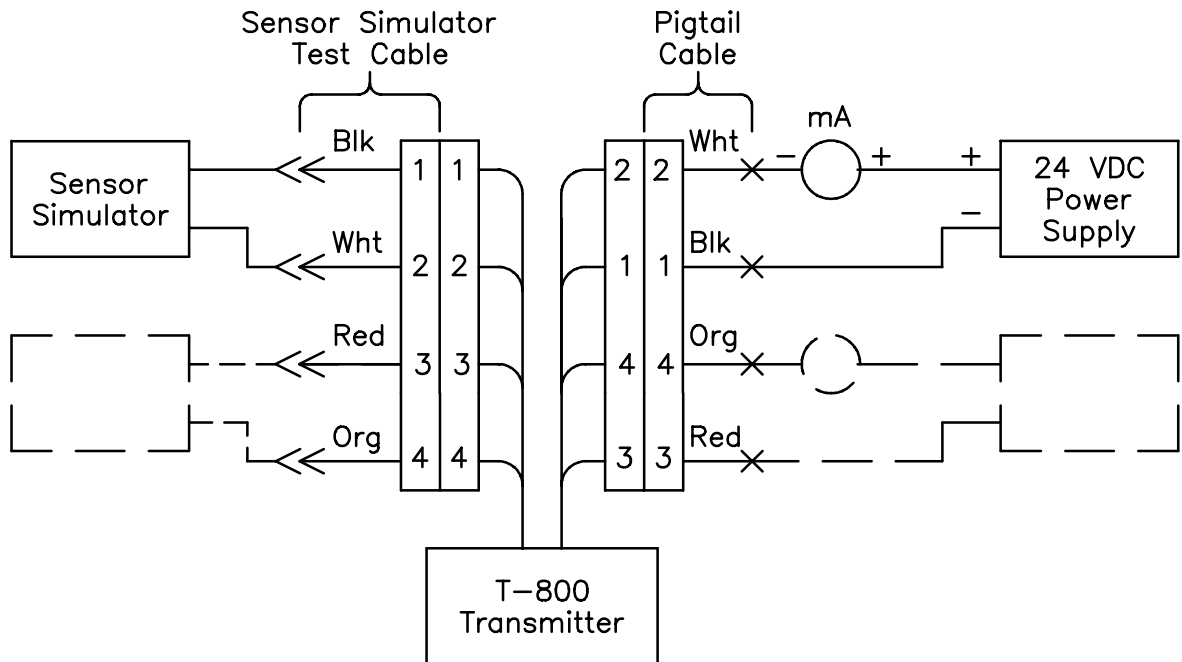 Sensor Simulator
Test Cable
Pigtail
Cable
mA
Blk
Wht
Sensor
Simulator
1 1
2 2
- + +
24 VDC
Power
Supply
-
Wht
Blk
2 2
1 1
Red
3 3
Org
4 4
Org
4 4
Red
3 3
T-800
Transmitter